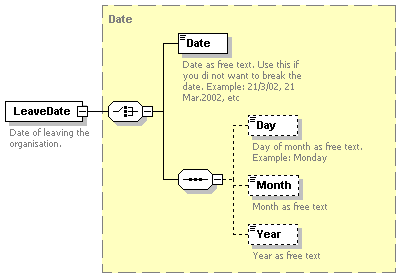 Date
Date
Date as free text. Use this if
you di not want to break the
date. Example: 21/3/02, 21
Mar.2002, etc
LeaveDate
Date of leaving the
organisation.
Day
Day of month as free text.
Example: Monday
Month
Month as free text
Year
Year as free text